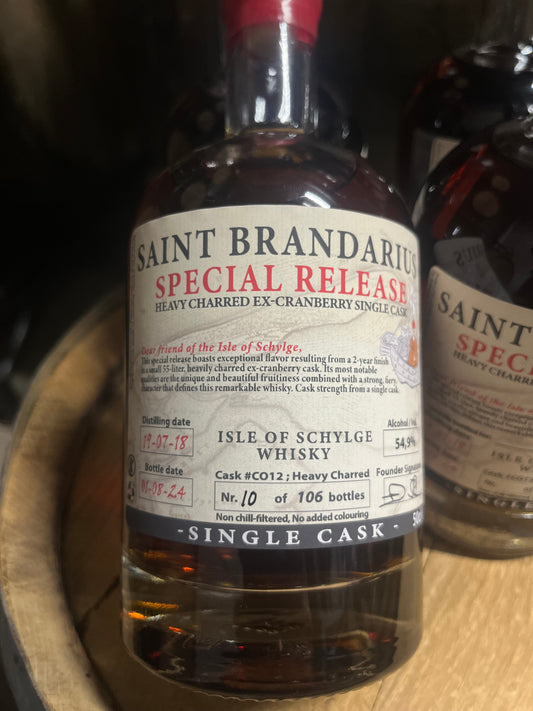 SAINT BRANDARIUS
SPECIAL RELEASE
HEAVY CHARRED EX-CRANBERRY SINGLE CASK
Dear friend of the Isle of Schylge,
This special release boasts exceptional flavor resulting from a 2-year finish
in a small 55-liter, heavily charred ex-cranberry cask. Its most notable
qualities are the unique and beautiful fruitiness combined with a strong, fiery
character that defines this remarkable whisky. Cask strength from a single cask.
Distilling date
19-07-18
Bottle date
01-08-24
ISLE OF SCHYLGE
WHISKY
Cask #CO12 ; Heavy Charred
Nr. 10 of 106 bottles
Non chill-filtered, No added colouring
Alcohol
54,9%
Founder Signature
- SINGLE CASK -
SAINT
SPECI
HEAVY CHARRED
ISLE
W
SING